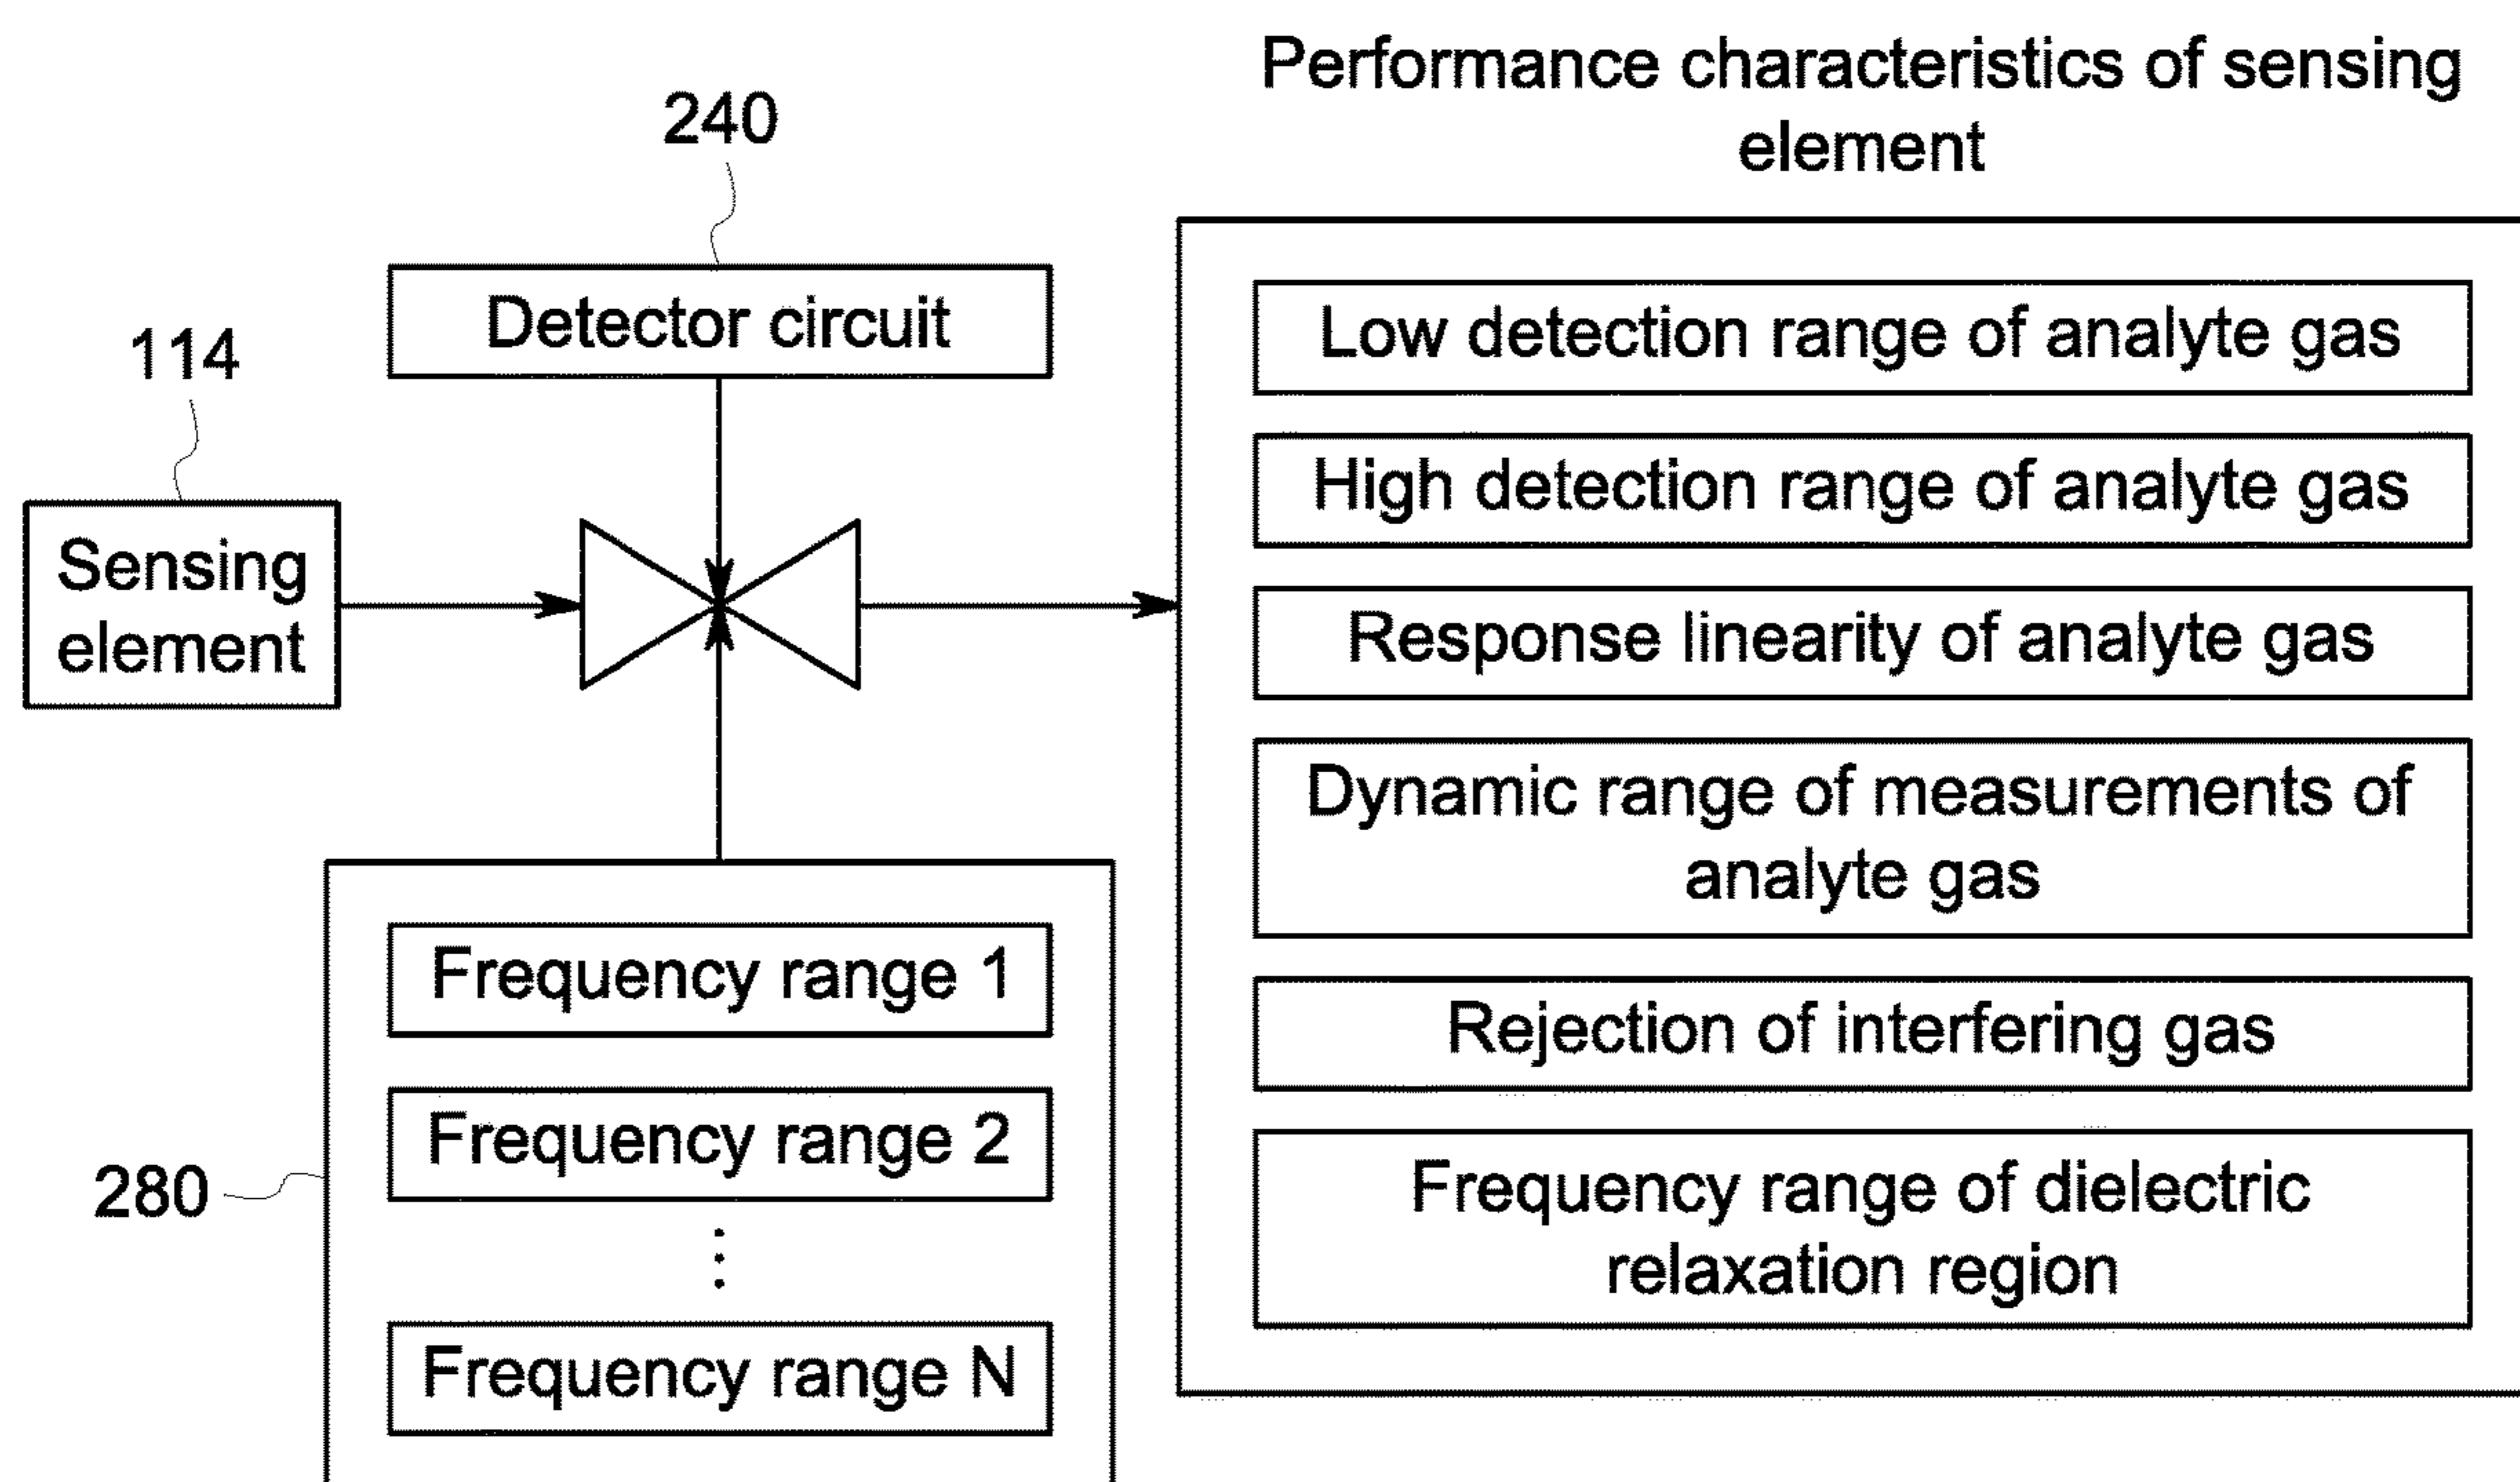 Performance characteristics of sensing
element
240
Detector circuit
114
Sensing
element
Low detection range of analyte gas
High detection range of analyte gas
Response linearity of analyte gas
Dynamic range of measurements of
analyte gas
Rejection of interfering gas
Frequency range of dielectric
relaxation region
280
Frequency range 1
Frequency range 2
⋮
Frequency range N